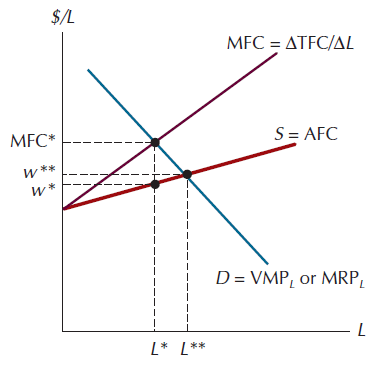 $/L
MFC = ΔTFC/ΔL
S = AFC
MFC*
w**
w*
D = VMP_L or MRP_L
L
L* L**